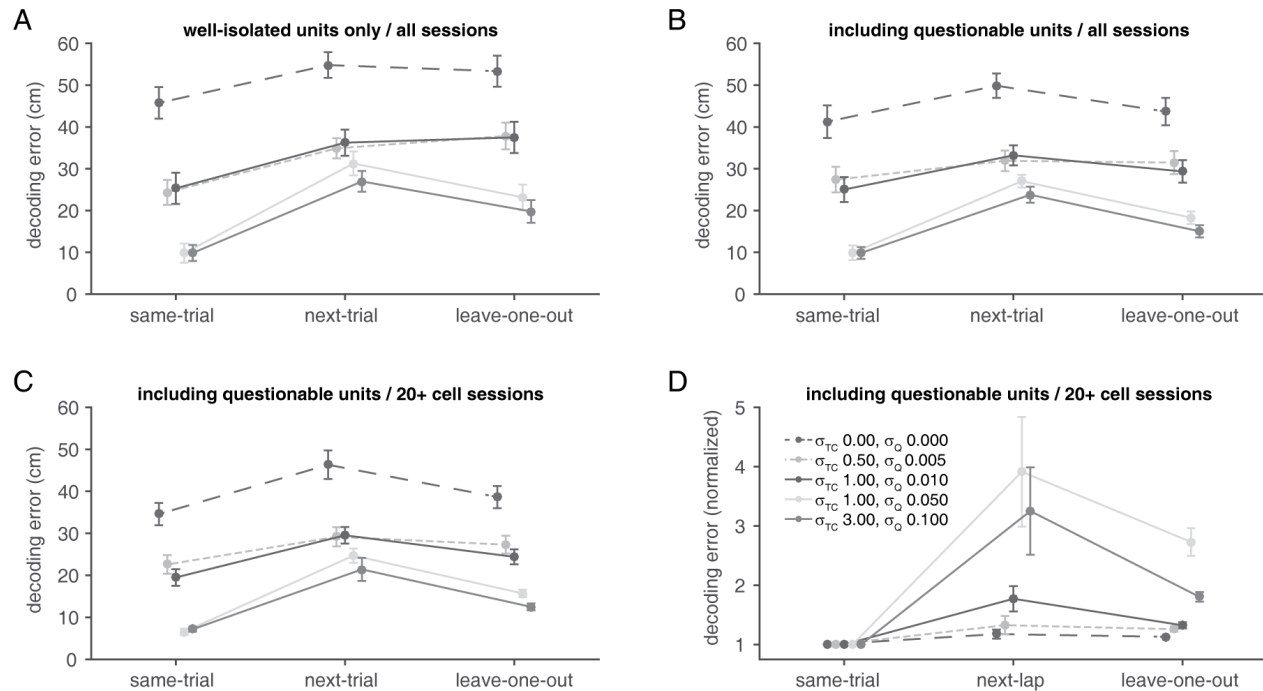 A
well-isolated units only / all sessions
decoding error (cm)
60
50
40
30
20
10
0
same-trial
next-trial
leave-one-out
B
including questionable units / all sessions
decoding error (cm)
60
50
40
30
20
10
0
same-trial
next-trial
leave-one-out
C
including questionable units / 20+ cell sessions
decoding error (cm)
60
50
40
30
20
10
0
same-trial
next-trial
leave-one-out
D
including questionable units / 20+ cell sessions
decoding error (normalized)
5
4
3
2
1
σTC 0.00, σQ 0.000
σTC 0.50, σQ 0.005
σTC 1.00, σQ 0.010
σTC 1.00, σQ 0.050
σTC 3.00, σQ 0.100
same-trial
next-lap
leave-one-out